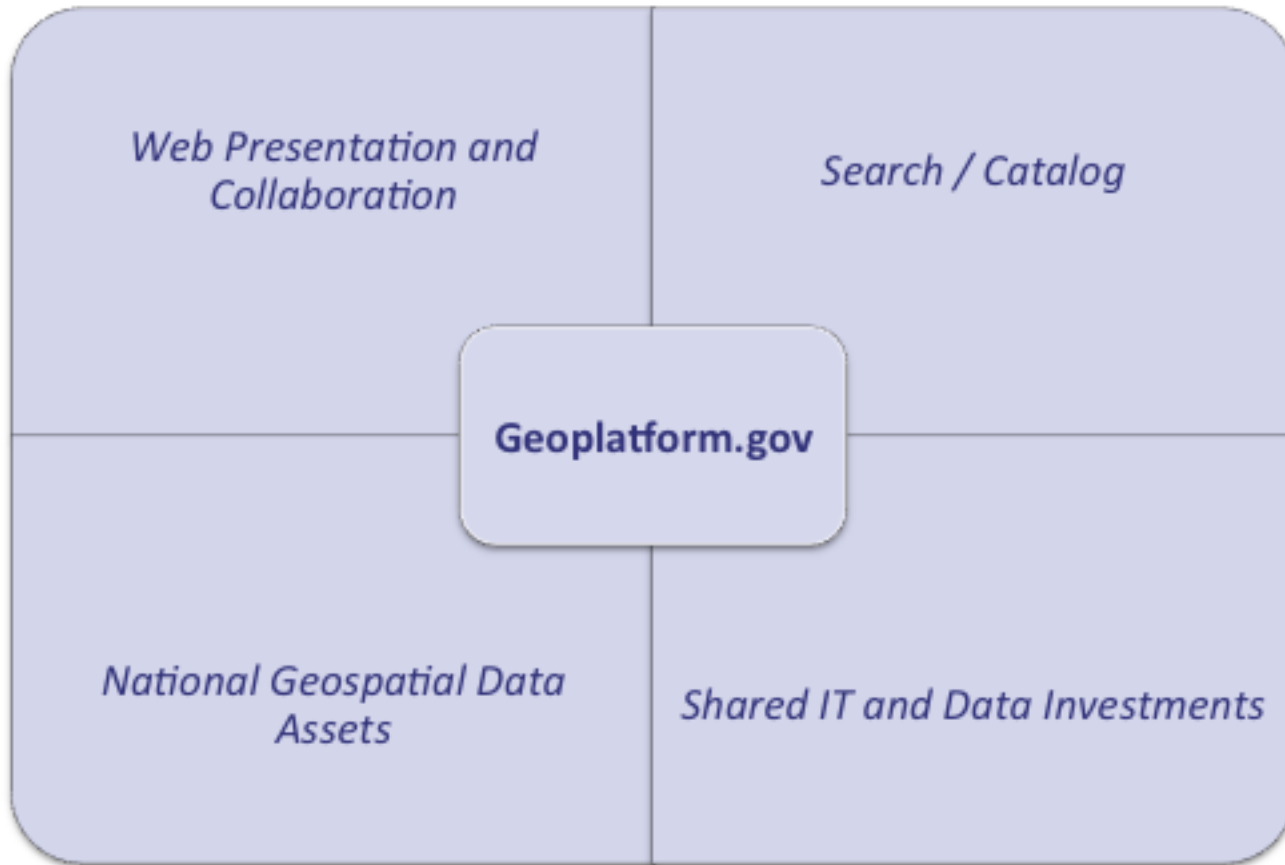 Web Presentation and
Collaboration
Search / Catalog
Geoplatform.gov
National Geospatial Data
Assets
Shared IT and Data Investments